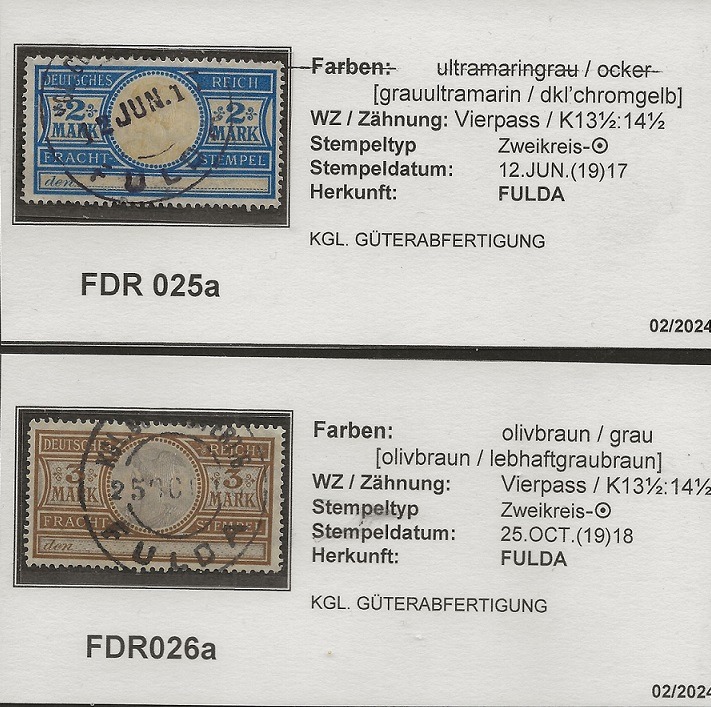 DEUTSCHES REICH
2 2
MARK MARK
12 JUN.1
FRACHT- STEMPEL
den
FULDA
FDR 025a
Farben: ultramaringrau / ocker
[grauultramarin / dkl'chromgelb]
WZ / Zähnung: Vierpass / K13½:14½
Stempeltyp Zweikreis-⊙
Stempeldatum: 12.JUN.(19)17
Herkunft: FULDA
KGL. GÜTERABFERTIGUNG
02/2024
DEUTSCHES REICH
3 3
MARK MARK
25 OCT
FRACHT STEMPEL
den
FULDA
FDR026a
Farben: olivbraun / grau
[olivbraun / lebhaftgraubraun]
WZ / Zähnung: Vierpass / K13½:14½
Stempeltyp Zweikreis-⊙
Stempeldatum: 25.OCT.(19)18
Herkunft: FULDA
KGL. GÜTERABFERTIGUNG
02/2024